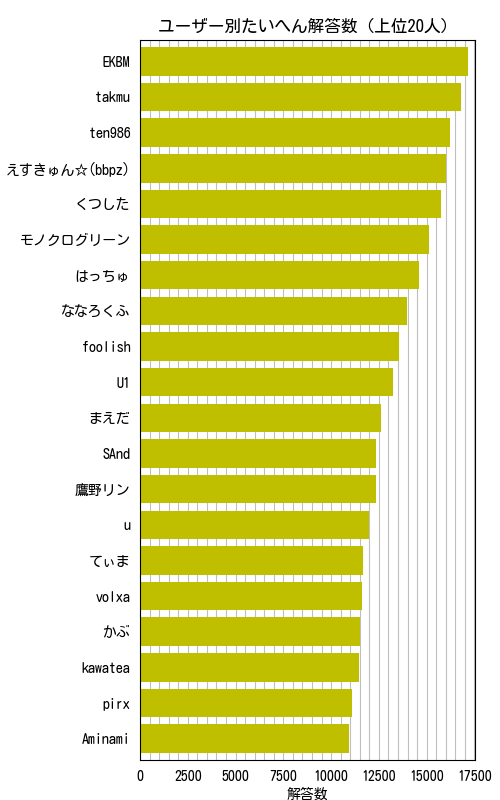 ユーザー別たいへん解答数 (上位20人)
EKBM
takmu
ten986
えすきゅん☆(bbpz)
くつした
モノクログリーン
はっちゅ
ななろくふ
foolish
U1
まえだ
SAnd
鷹野リン
u
てぃま
volxa
かぶ
kawatea
pirx
Aminami
0 2500 5000 7500 10000 12500 15000 17500
解答数